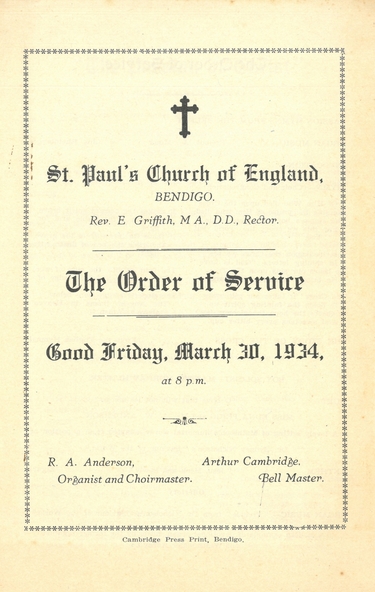 St. Paul's Church of England,
BENDIGO.
Rev. E Griffith, M A., D.D., Rector.
The Order of Service
Good Friday, March 30, 1934,
at 8 p.m.
R. A. Anderson,
Organist and Choirmaster.
Arthur Cambridge.
Bell Master.
Cambridge Press Print, Bendigo,